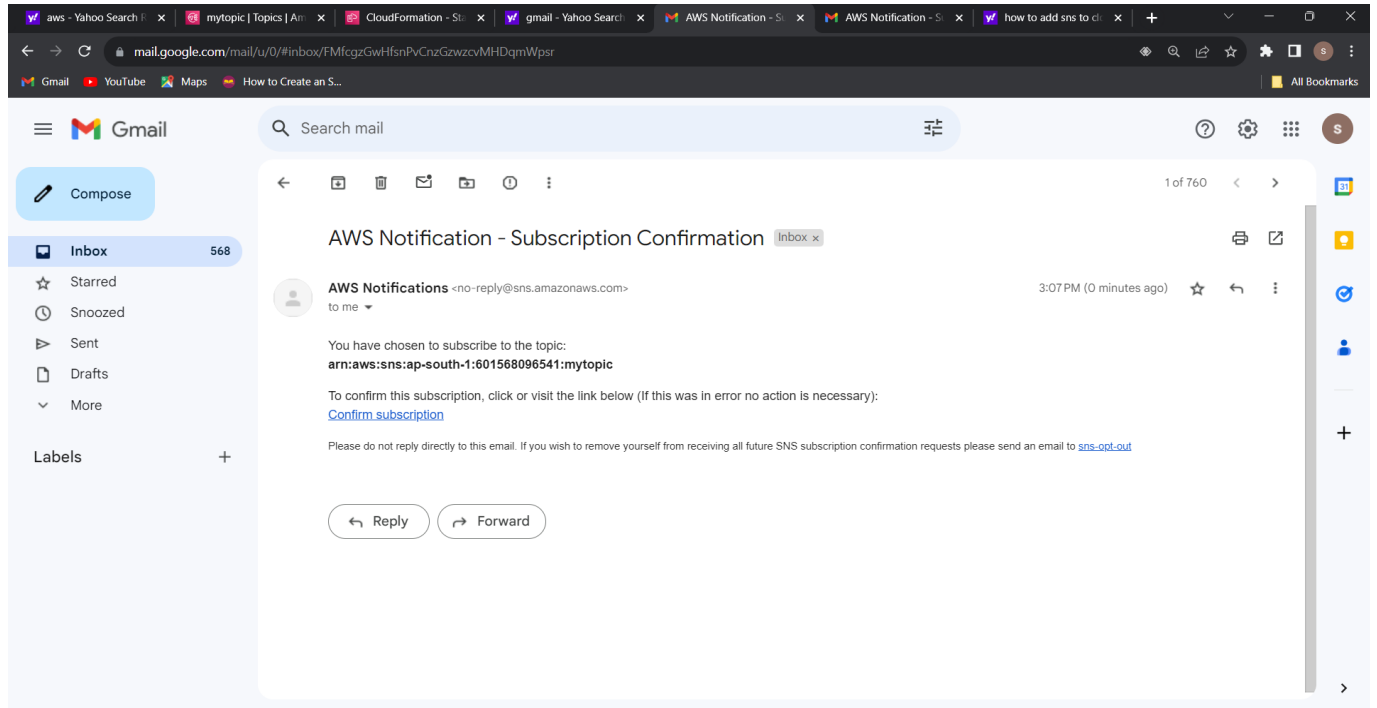 aws - Yahoo Search R
mytopic | Topics | Am
CloudFormation - Sta
gmail - Yahoo Search
AWS Notification - Su
AWS Notification - S
how to add sns to clo
mail.google.com/mail/u/0/#inbox/FMfcgzGwHfsnPvCnzGzwzcvMHDqmWpsr
s
Gmail
YouTube
Maps
How to Create an S...
All Bookmarks
Gmail
Search mail
S
Compose
1 of 760
31
Inbox 568
Starred
Snoozed
Sent
Drafts
More
Labels
AWS Notification - Subscription Confirmation Inbox x
AWS Notifications <no-reply@sns.amazonaws.com> 3:07 PM (0 minutes ago)
to me
You have chosen to subscribe to the topic:
arn:aws:sns:ap-south-1:601568096541:mytopic
To confirm this subscription, click or visit the link below (If this was in error no action is necessary):
Confirm subscription
Please do not reply directly to this email. If you wish to remove yourself from receiving all future SNS subscription confirmation requests please send an email to sns-opt-out
Reply
Forward